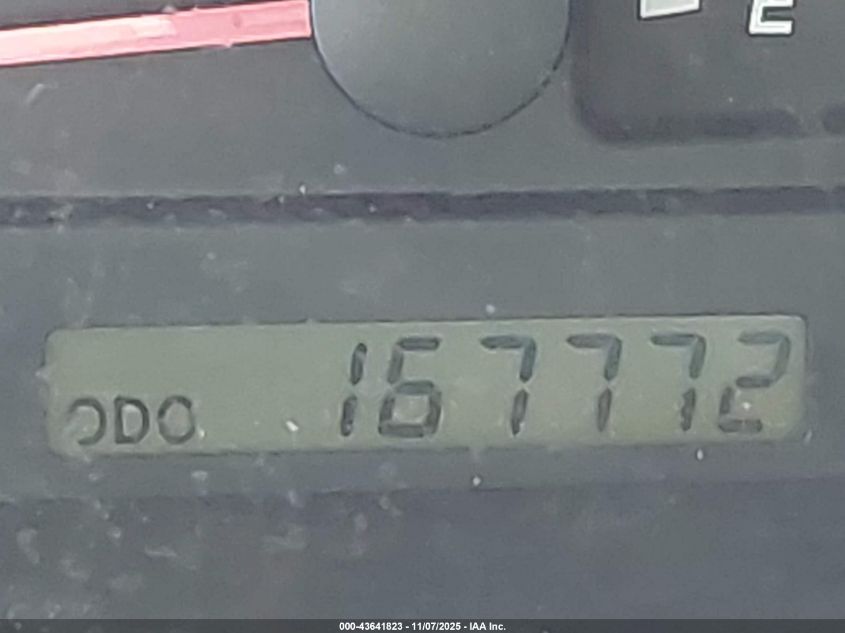 E
ODO 167772
000-43641823 - 11/07/2025 - IAA Inc.